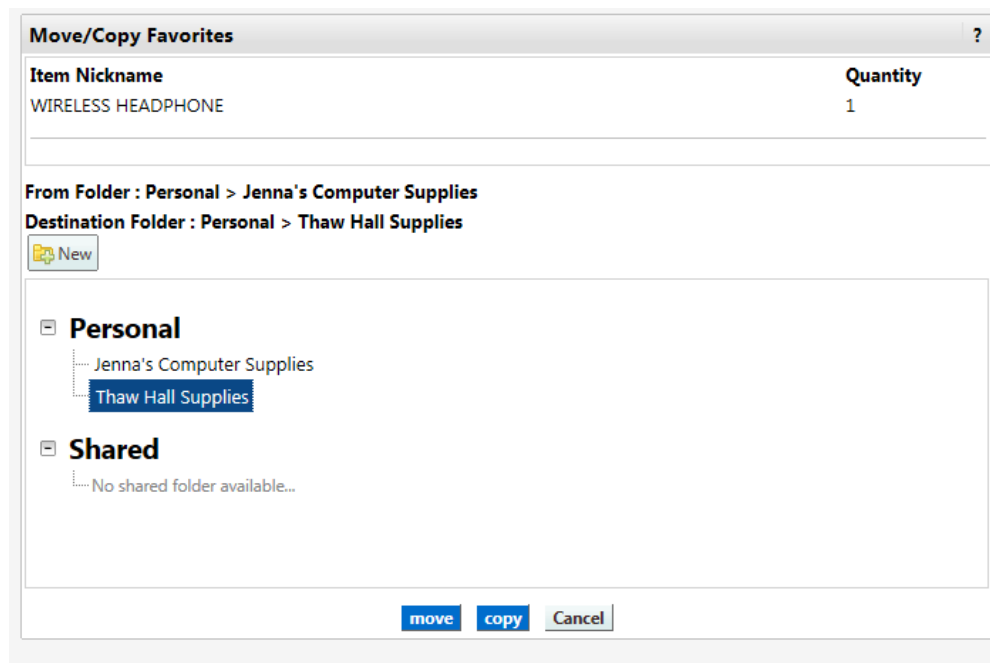 Move/Copy Favorites ?
Item Nickname Quantity
WIRELESS HEADPHONE 1
From Folder : Personal > Jenna's Computer Supplies
Destination Folder : Personal > Thaw Hall Supplies
New
Personal
Jenna's Computer Supplies
Thaw Hall Supplies
Shared
No shared folder available...
move copy Cancel